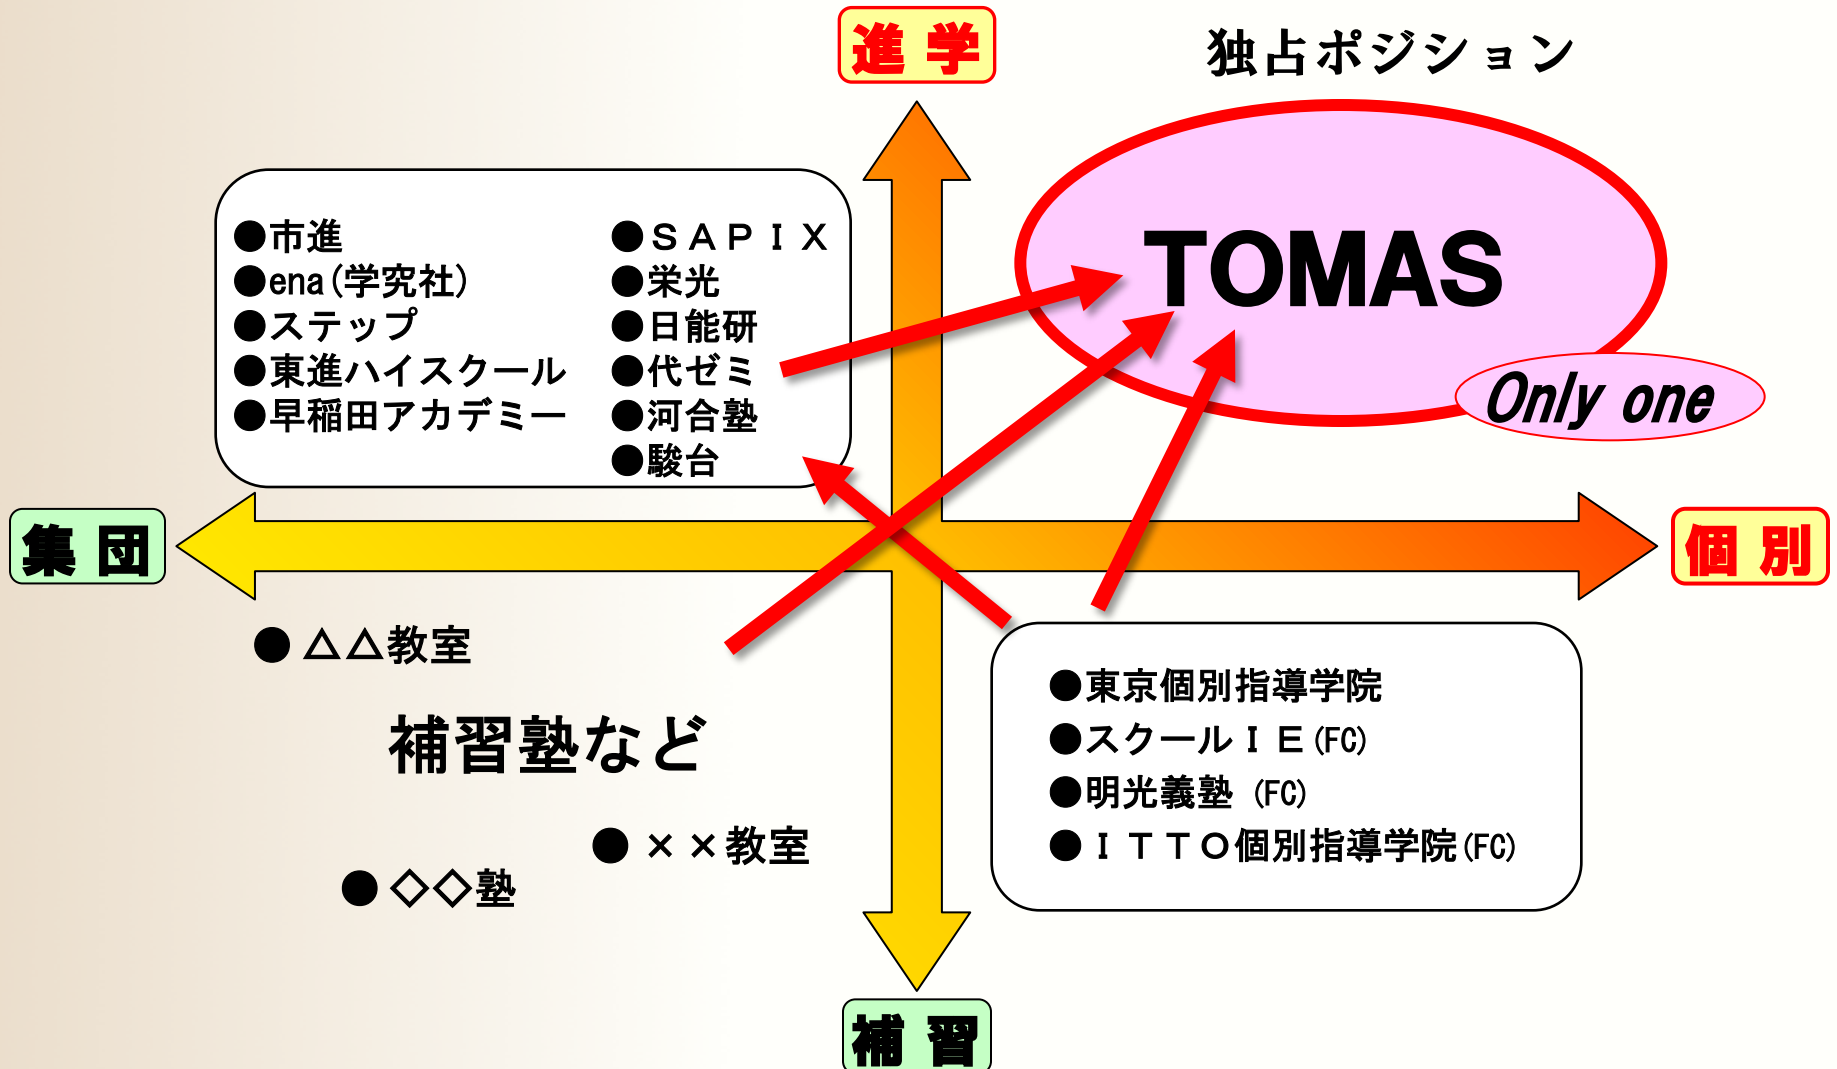 進 学
独占ポジション
●市進
●ena(学究社)
●ステップ
●東進ハイスクール
●早稲田アカデミー
●ＳＡＰＩＸ
●栄光
●日能研
●代ゼミ
●河合塾
●駿台
TOMAS
Only one
集 団
個 別
● △△教室
補習塾など
● ××教室
● ◇◇塾
●東京個別指導学院
●スクールＩＥ(FC)
●明光義塾 (FC)
●ＩＴＴＯ個別指導学院(FC)
補 習